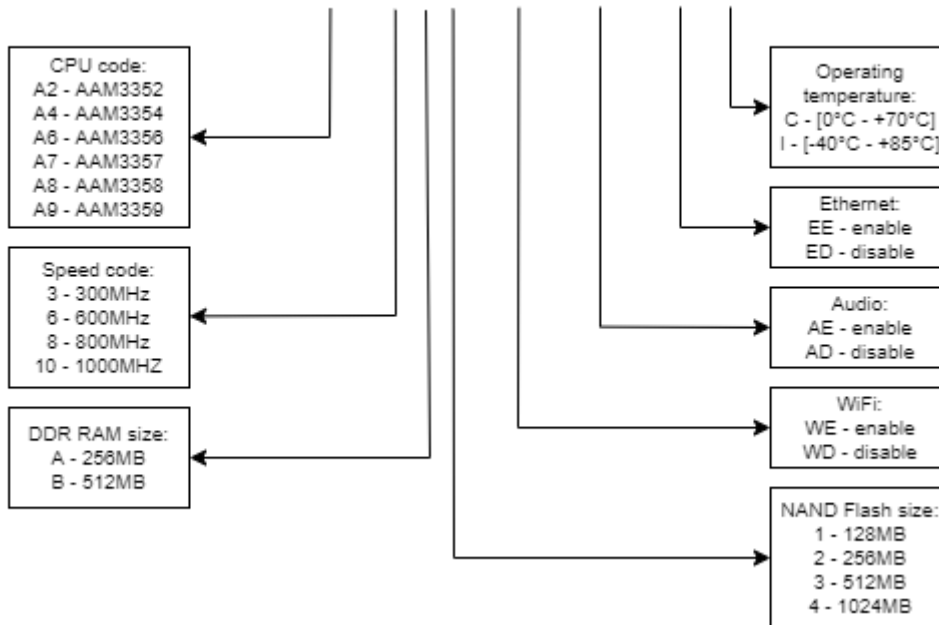 CPU code:
A2 - AAM3352
A4 - AAM3354
A6 - AAM3356
A7 - AAM3357
A8 - AAM3358
A9 - AAM3359
Speed code:
3 - 300MHz
6 - 600MHz
8 - 800MHz
10 - 1000MHZ
DDR RAM size:
A - 256MB
B - 512MB
Operating
temperature:
C - [0°C - +70°C]
I - [-40°C - +85°C]
Ethernet:
EE - enable
ED - disable
Audio:
AE - enable
AD - disable
WiFi:
WE - enable
WD - disable
NAND Flash size:
1 - 128MB
2 - 256MB
3 - 512MB
4 - 1024MB